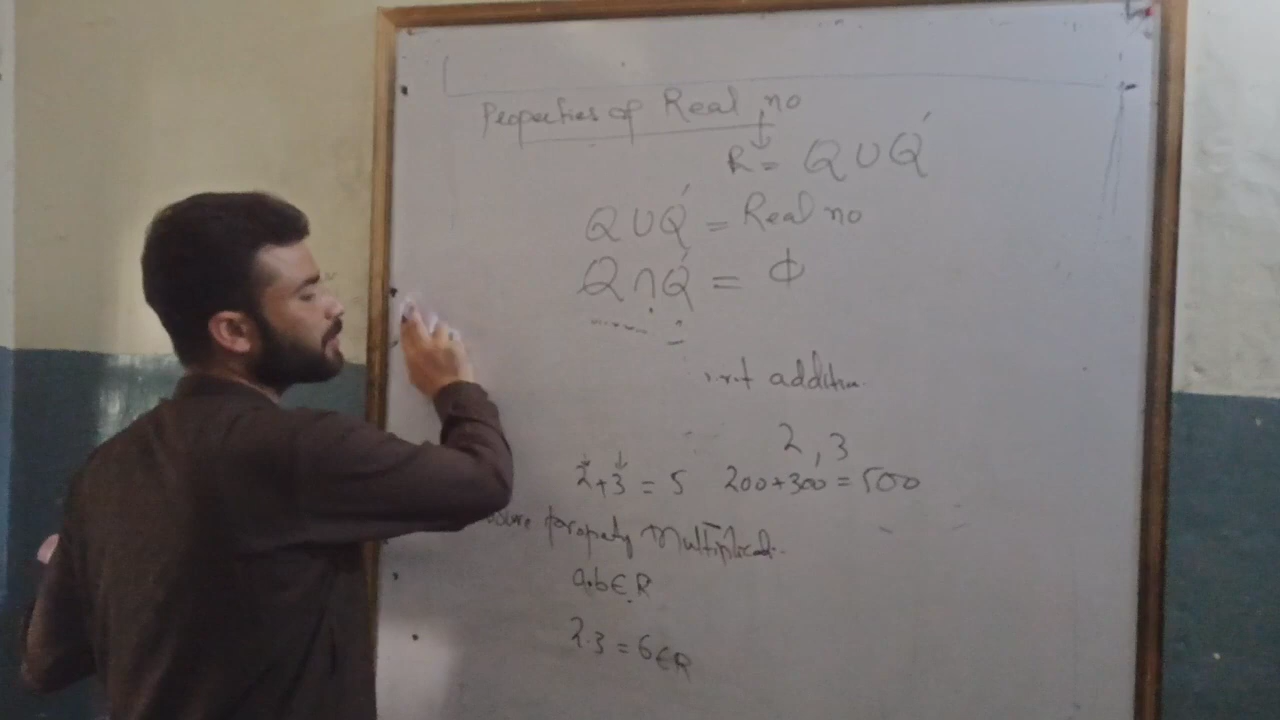 Properties of Real no
R = Q ∪ Q'
Q ∪ Q' = Real no
Q ∩ Q' = ϕ
w.r.t addition
2, 3
2+3 = 5 200+300 = 500
property Multiplicat.
a.b ∈ R
2.3 = 6 ∈ R